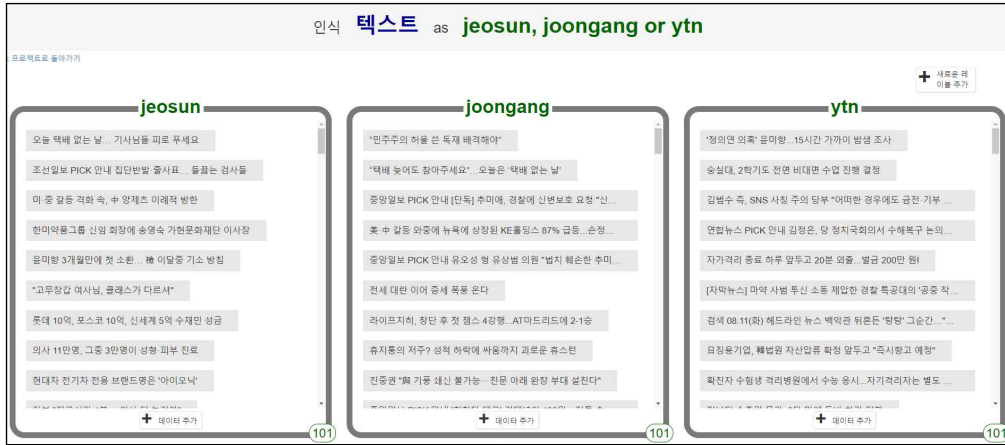 인식 텍스트 as jeosun, joongang or ytn
프로젝트로 돌아가기
+ 새로운 레
이블 추가
jeosun
오늘 택배 없는 날… 기사님들 피로 푸세요
조선일보 PICK 안내 집단반발·줄사표… 들끓는 검사들
미·중 갈등 격화 속, 中 양제츠 이례적 방한
한미약품그룹 신임 회장에 송영숙 가현문화재단 이사장
윤미향 3개월만에 첫 소환… 檢 이달중 기소 방침
"고무장갑 여사님, 클래스가 다르셔"
롯데 10억, 포스코 10억, 신세계 5억 수재민 성금
의사 11만명, 그중 3만명이 성형·피부 진료
현대차 전기차 전용 브랜드명은 '아이오닉'
+ 데이터 추가
101
joongang
"민주주의 허울 쓴 독재 배격해야"
"택배 늦어도 참아주세요"…오늘은 '택배 없는 날'
중앙일보 PICK 안내 [단독] 추미애, 경찰에 신변보호 요청 "신…
美·中 갈등 와중에 뉴욕에 상장된 KE홀딩스 87% 급등…손정…
중앙일보 PICK 안내 유오성 형 유상범 의원 "법치 훼손한 추미…
전세 대란 이어 증세 폭풍 온다
라이프치히, 창단 후 첫 챔스 4강행…AT마드리드에 2-1승
휴지통의 저주? 성적 하락에 싸움까지 괴로운 휴스턴
진중권 "與 기풍 쇄신 불가능…친문 아래 완장 부대 설친다"
+ 데이터 추가
101
ytn
'정의연 의혹' 윤미향...15시간 가까이 밤샘 조사
숭실대, 2학기도 전면 비대면 수업 진행 결정
김범수 측, SNS 사칭 주의 당부 "어떠한 경우에도 금전·기부 ….
연합뉴스 PICK 안내 김정은, 당 정치국회의서 수해복구 논의…
자가격리 종료 하루 앞두고 20분 외출...벌금 200만 원!
[자막뉴스] 마약 사범 투신 소동 제압한 경찰 특공대의 '공중 작…
검색 08.11(화) 헤드라인 뉴스 백악관 뒤흔든 '탕탕' 그순간…"…
日징용기업, 韓법원 자산압류 확정 앞두고 "즉시항고 예정"
확진자 수험생 격리병원에서 수능 응시...자가격리자는 별도 …
+ 데이터 추가
101